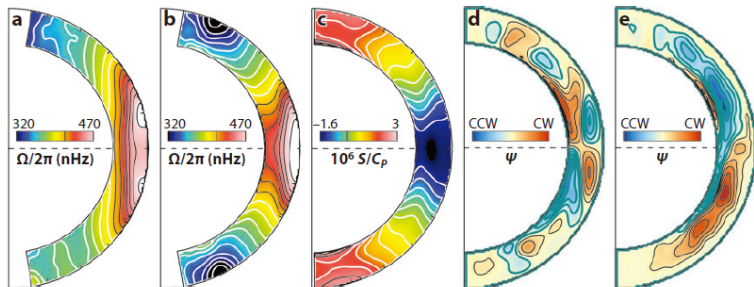 a
320 470
Ω/2π (nHz)
b
320 470
Ω/2π (nHz)
c
−1.6 3
10⁶ S/C_P
d
CCW CW
Ψ
e
CCW CW
Ψ